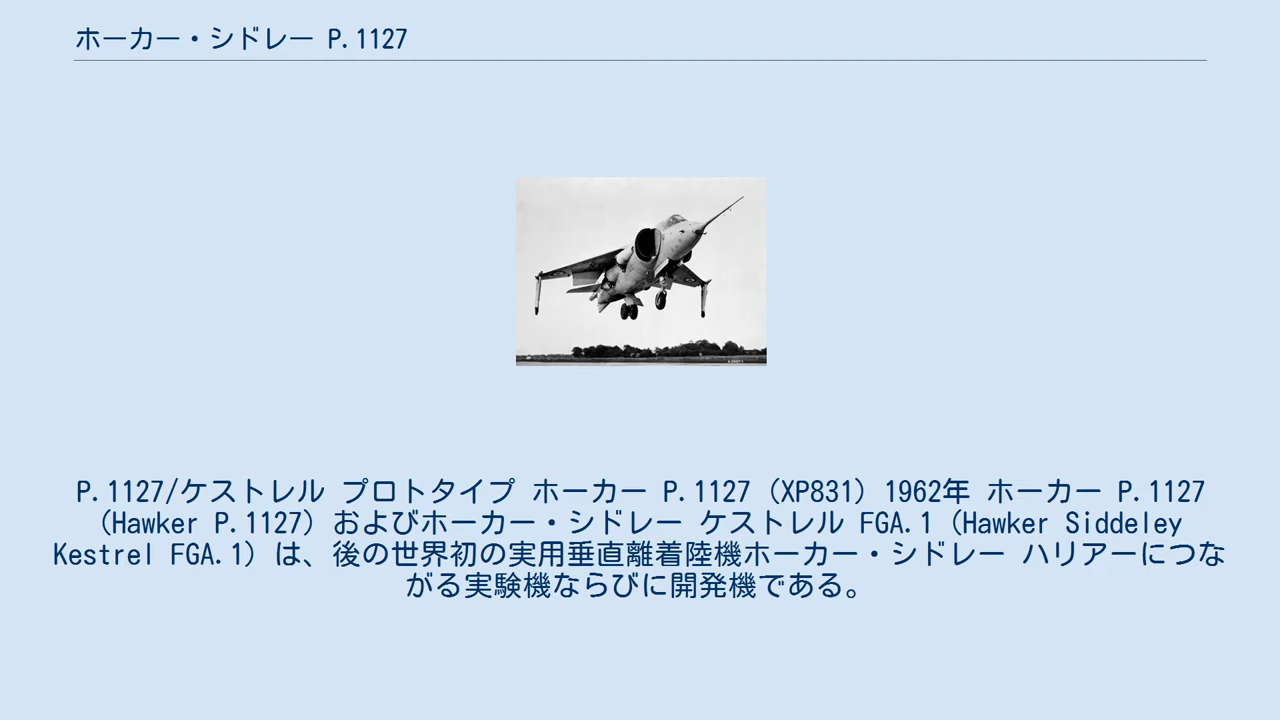 ホーカー・シドレー P.1127
P.1127/ケストレル プロトタイプ ホーカー P.1127（XP831）1962年 ホーカー P.1127
（Hawker P.1127）およびホーカー・シドレー ケストレル FGA.1（Hawker Siddeley
Kestrel FGA.1）は、後の世界初の実用垂直離着陸機ホーカー・シドレー ハリアーにつな
がる実験機ならびに開発機である。